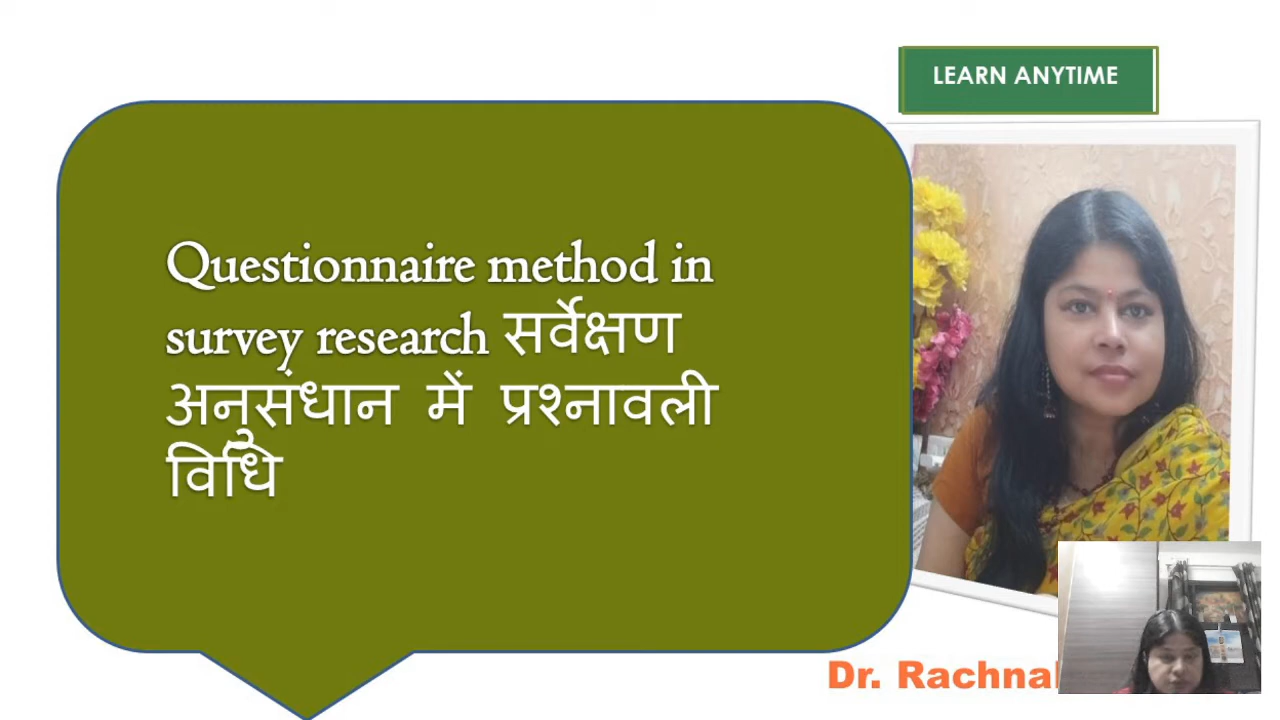 LEARN ANYTIME
Questionnaire method in
survey research सर्वेक्षण
अनुसंधान में प्रश्नावली
विधि
Dr. Rachna